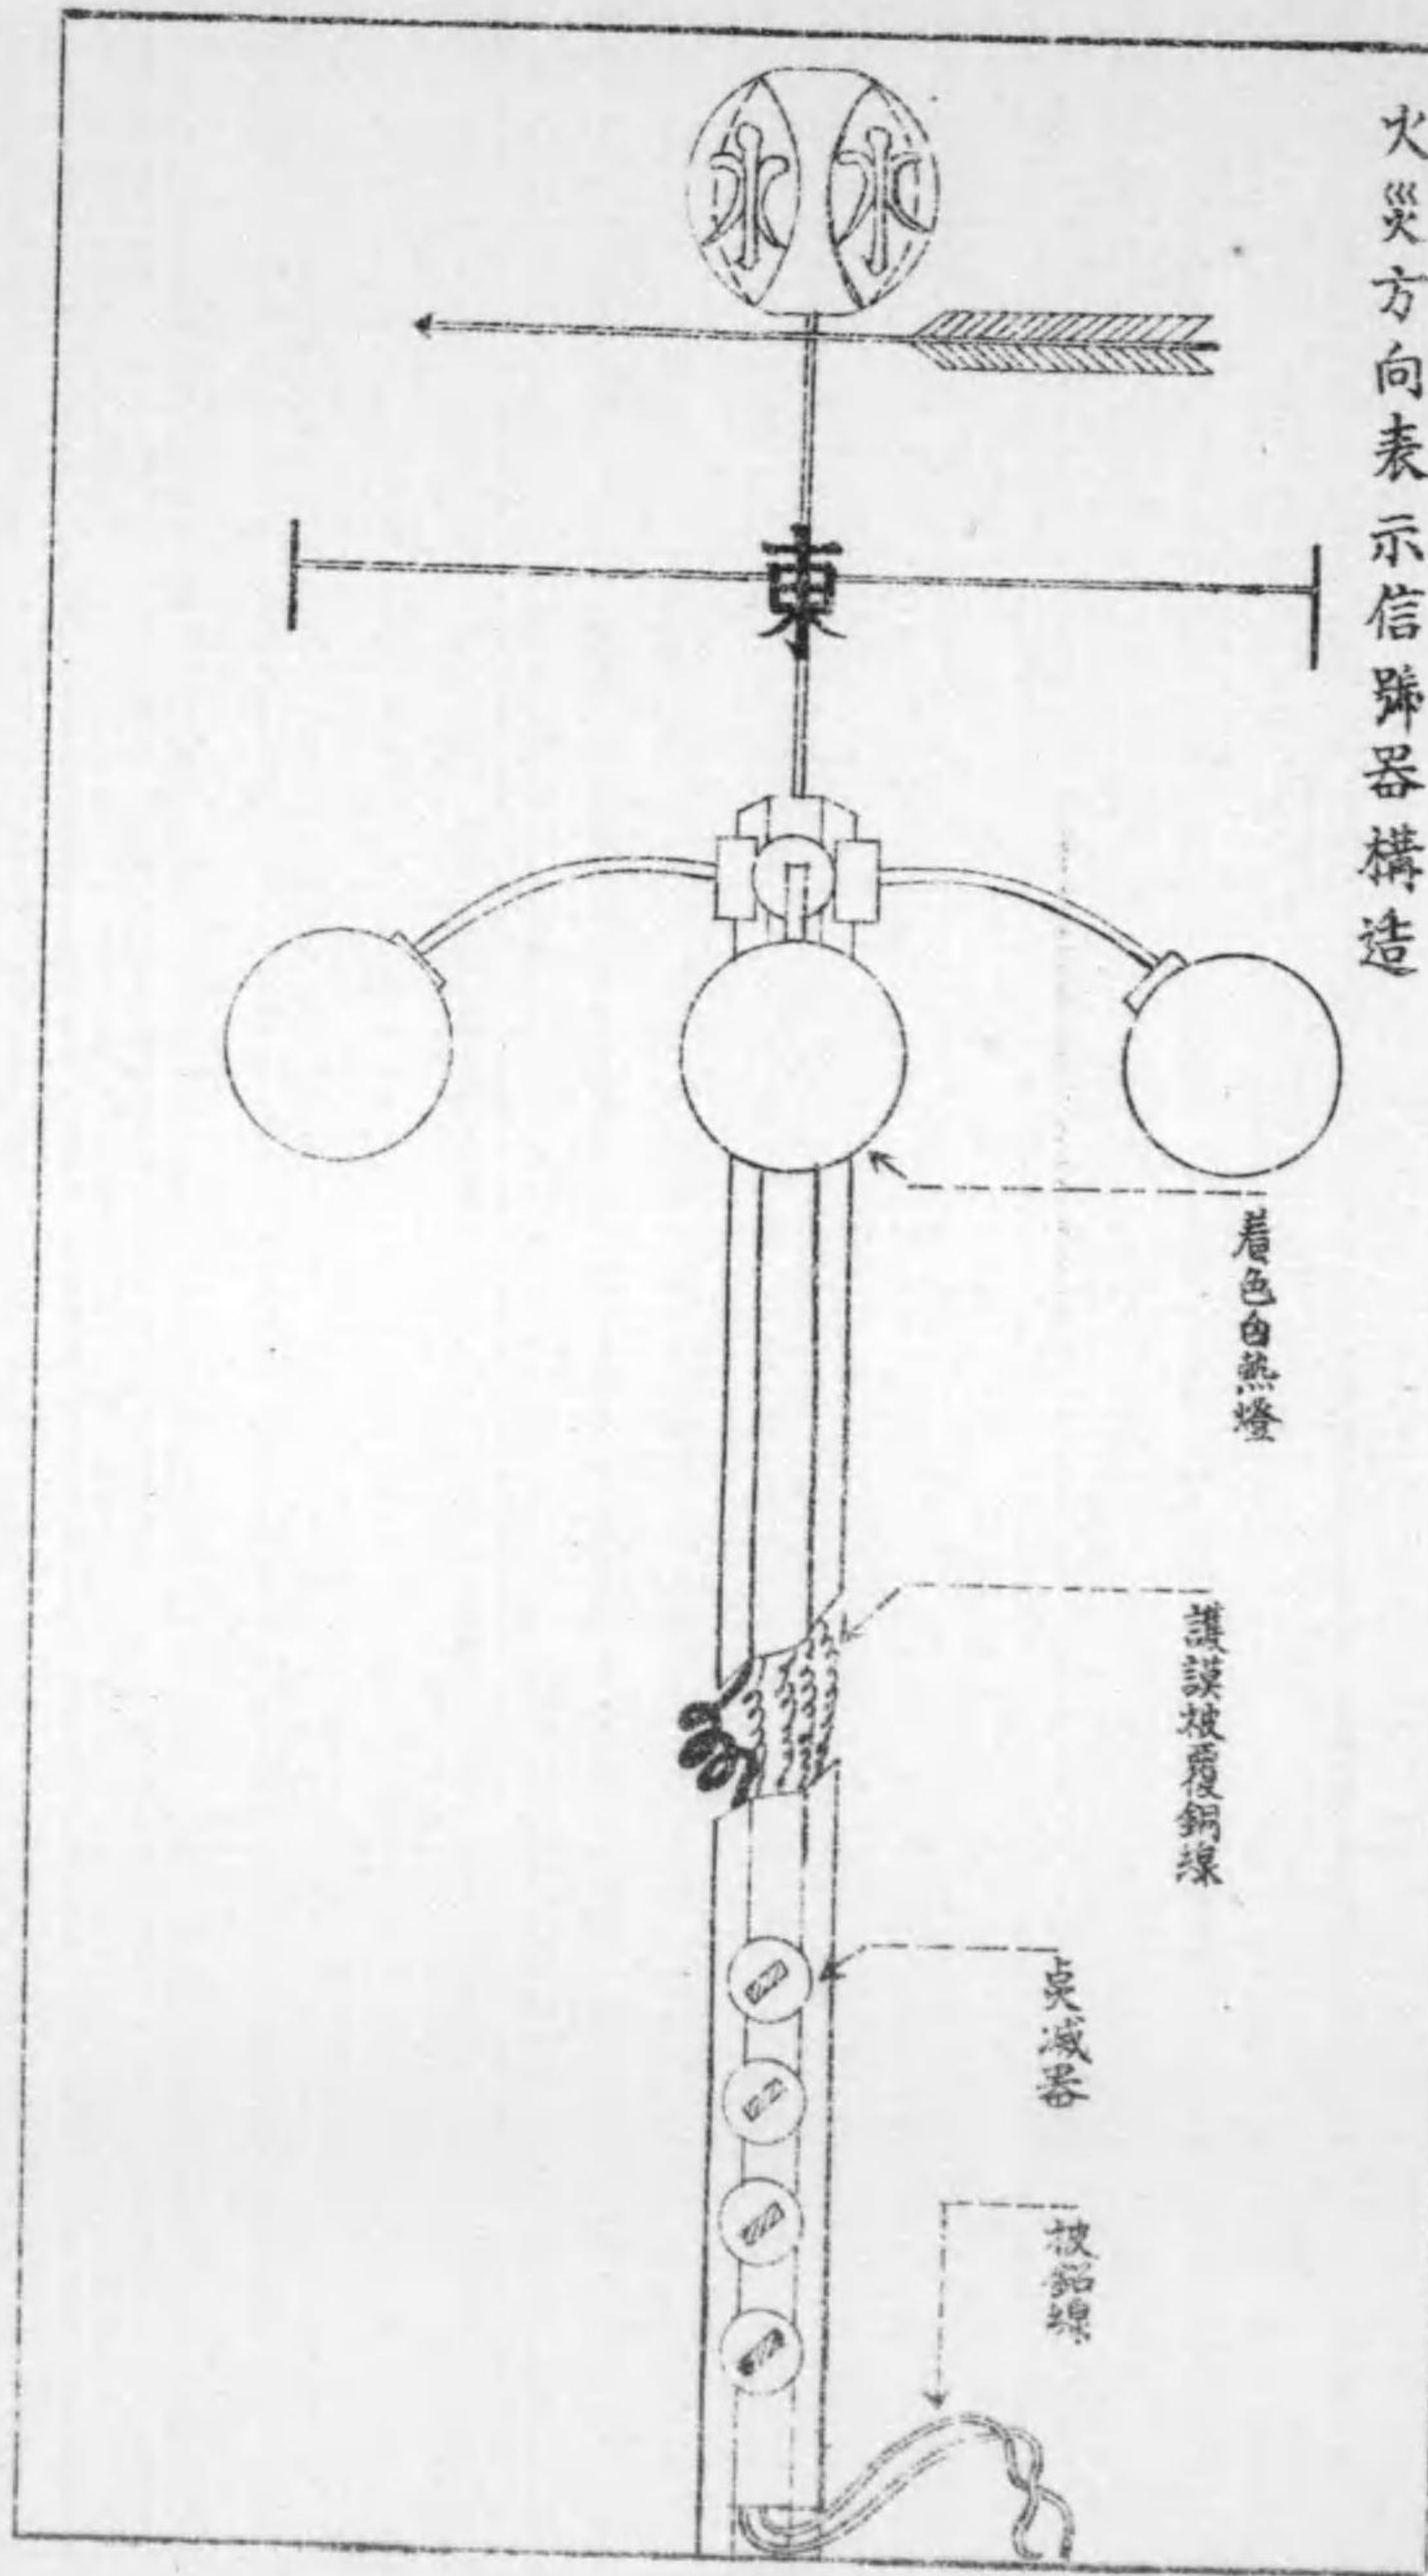 火災方向表示信號器構造
水 水
東
着色白熱燈
護謨被覆銅線
点滅器
被鉛線